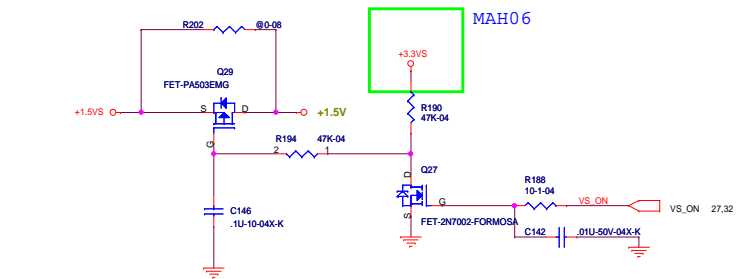 MAH06
R202 @0-08
+3.3VS
Q29
FET-PA503EMG
+1.5VS S D +1.5V
R190
47K-04
G
R194 47K-04
2 1
Q27
D
R188
10-1-04
G VS_ON
S
VS_ON 27,32
C146
.1U-10-04X-K
FET-2N7002-FORMOSA
C142 .01U-50V-04X-K